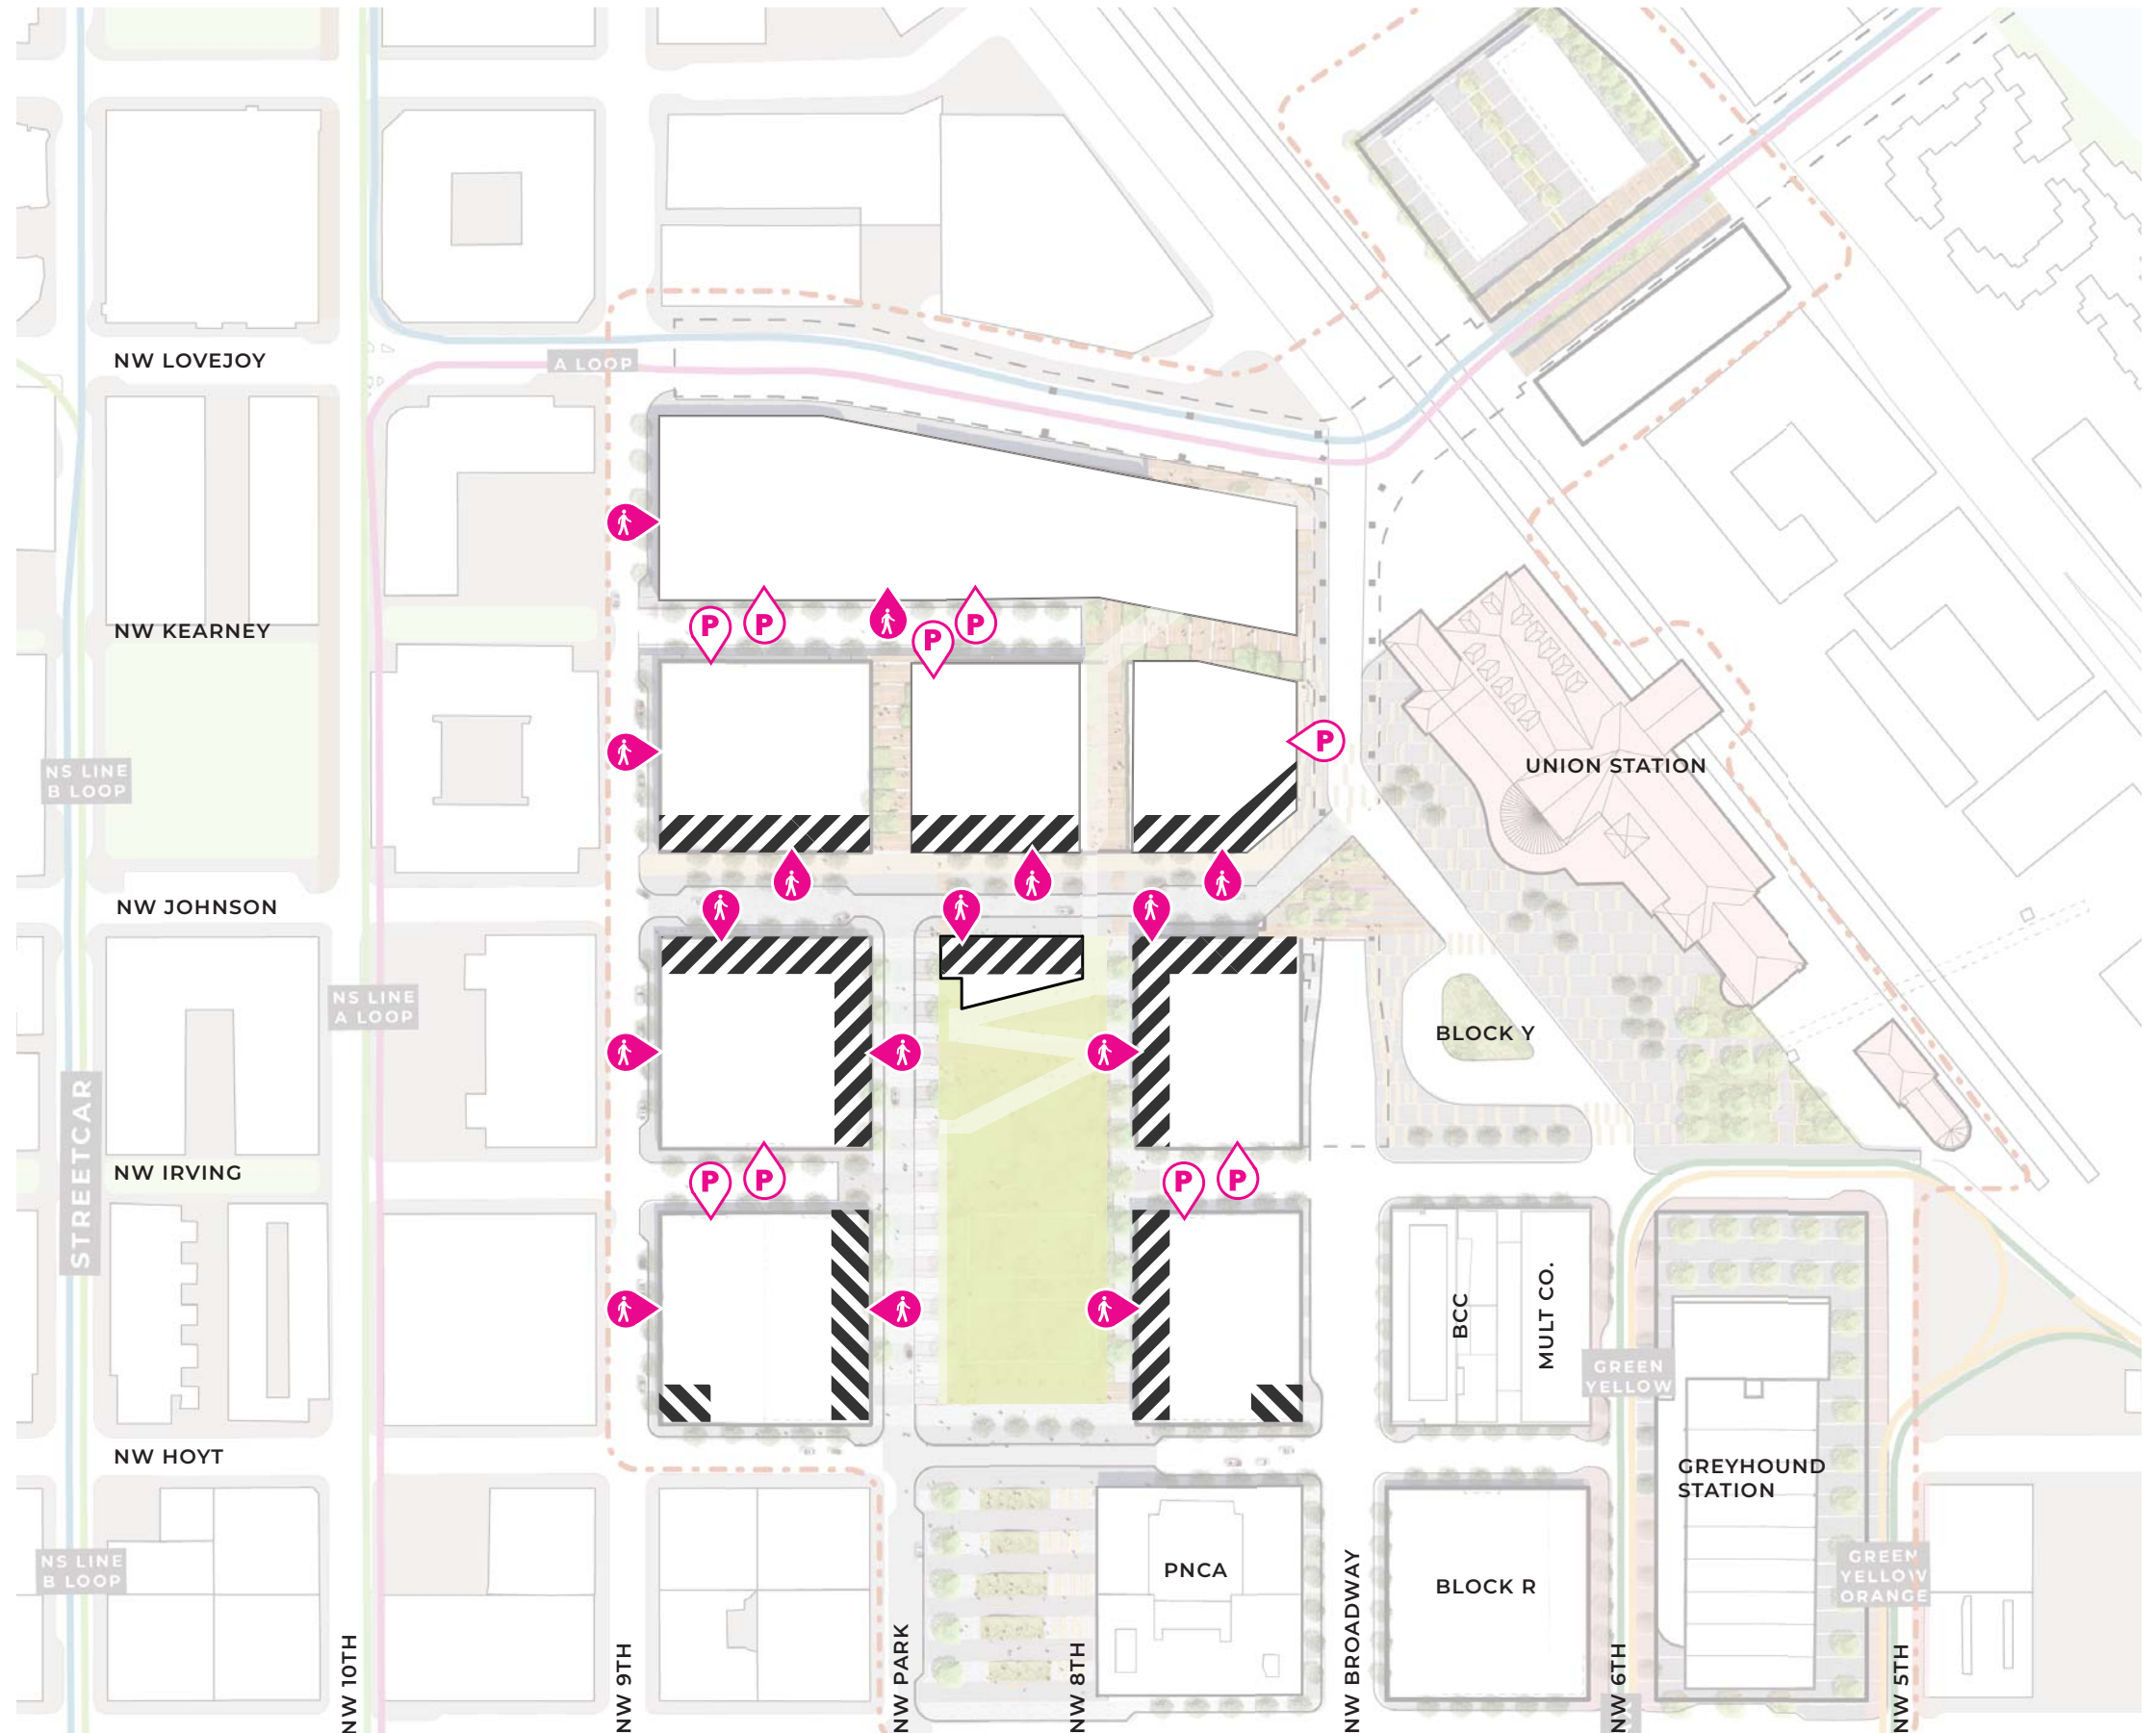 NW LOVEJOY
A LOOP
NW KEARNEY
P
P
P
P
P
NS LINE
B LOOP
UNION STATION
NW JOHNSON
NS LINE
A LOOP
BLOCK Y
STREETCAR
NW IRVING
P
P
P
P
BCC
MULT CO.
GREEN
YELLOW
NW HOYT
GREYHOUND
STATION
NS LINE
B LOOP
PNCA
BLOCK R
GREEN
YELLOW
ORANGE
NW 10TH
NW 9TH
NW PARK
NW 8TH
NW BROADWAY
NW 6TH
NW 5TH